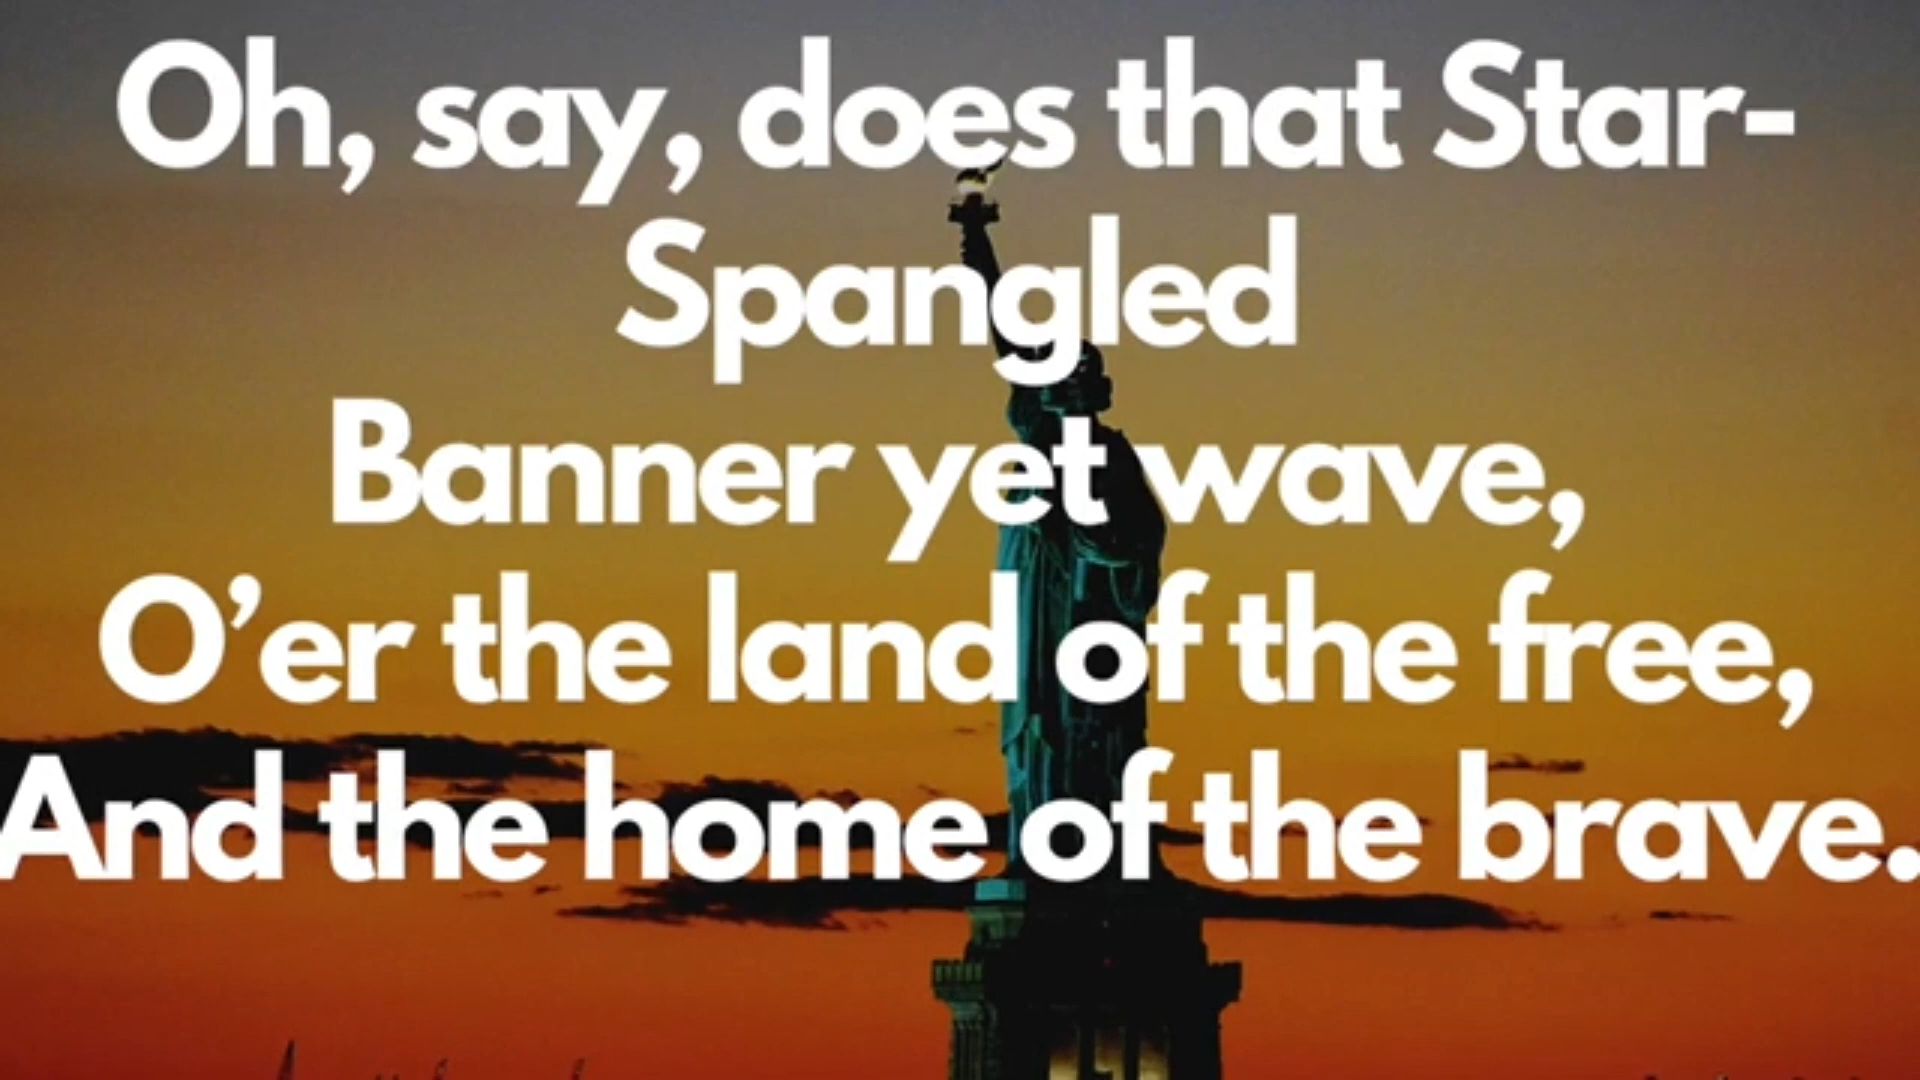 Oh, say, does that Star-
Spangled
Banner yet wave,
O’er the land of the free,
And the home of the brave.